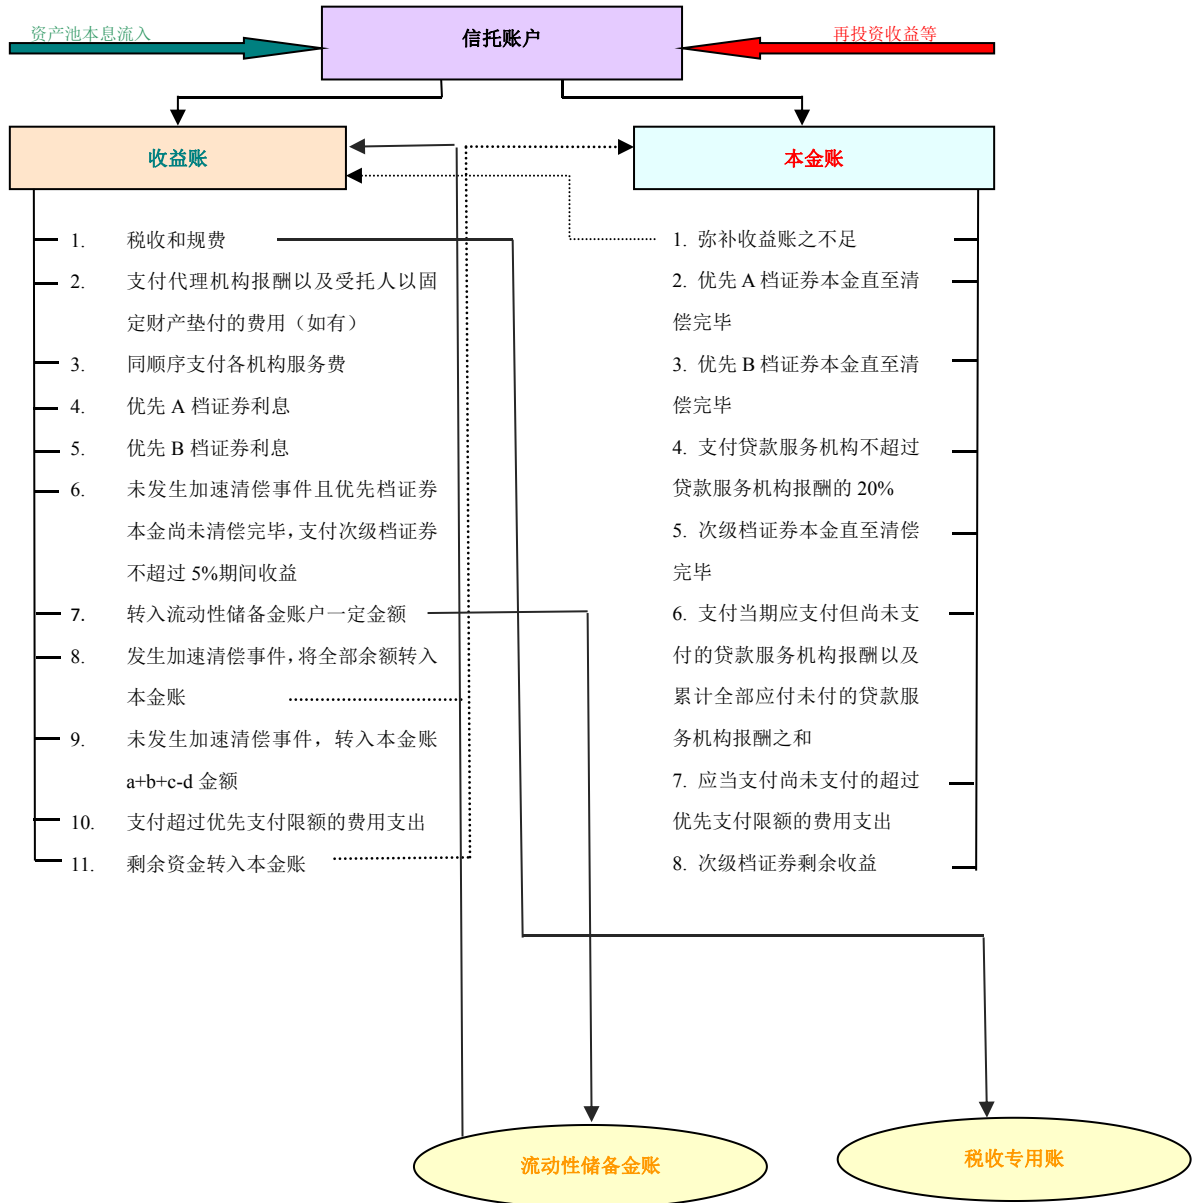 资产池本息流入
信托账户
再投资收益等
收益账
本金账
1. 税收和规费
2. 支付代理机构报酬以及受托人以固
定财产垫付的费用（如有）
3. 同顺序支付各机构服务费
4. 优先 A 档证券利息
5. 优先 B 档证券利息
6. 未发生加速清偿事件且优先档证券
本金尚未清偿完毕，支付次级档证券
不超过 5%期间收益
7. 转入流动性储备金账户一定金额
8. 发生加速清偿事件，将全部余额转入
本金账
9. 未发生加速清偿事件，转入本金账
a+b+c-d 金额
10. 支付超过优先支付限额的费用支出
11. 剩余资金转入本金账
1. 弥补收益账之不足
2. 优先 A 档证券本金直至清
偿完毕
3. 优先 B 档证券本金直至清
偿完毕
4. 支付贷款服务机构不超过
贷款服务机构报酬的 20%
5. 次级档证券本金直至清偿
完毕
6. 支付当期应支付但尚未支
付的贷款服务机构报酬以及
累计全部应付未付的贷款服
务机构报酬之和
7. 应当支付尚未支付的超过
优先支付限额的费用支出
8. 次级档证券剩余收益
流动性储备金账
税收专用账